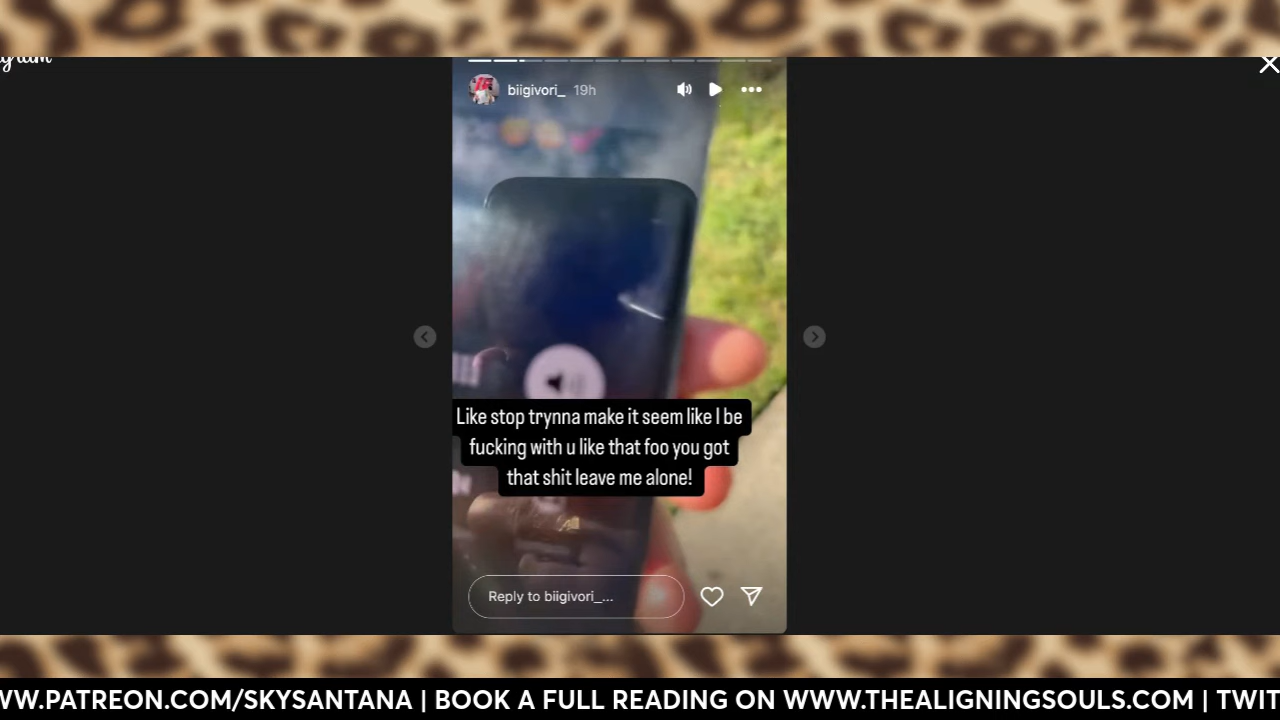 biigivori_ 19h
Like stop trynna make it seem like I be
fucking with u like that foo you got
that shit leave me alone!
Reply to biigivori_...
WW.PATREON.COM/SKYSANTANA | BOOK A FULL READING ON WWW.THEALIGNINGSOULS.COM | TWIT